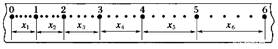 0 1 2 3 4 5 6
x₁ x₂ x₃ x₄ x₅ x₆